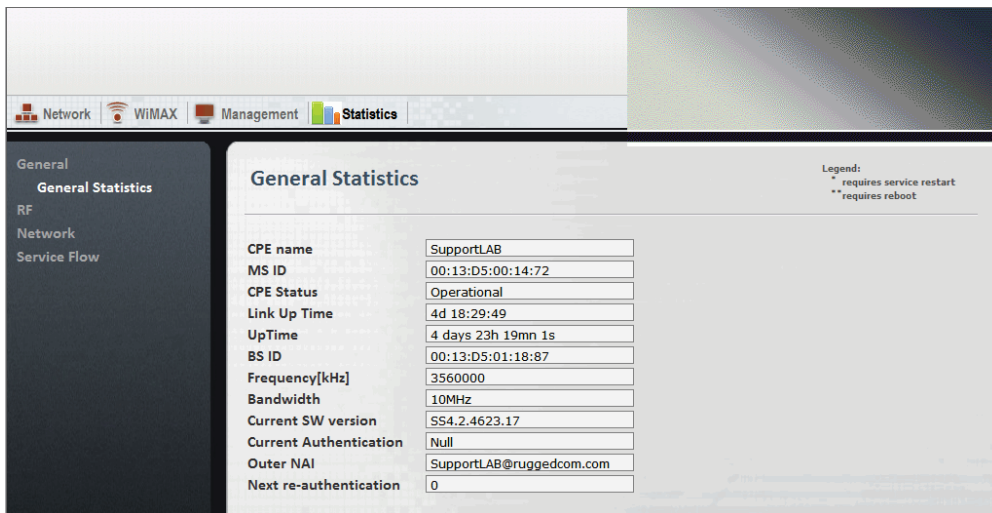 Network WiMAX Management Statistics
General
General Statistics
RF
Network
Service Flow
General Statistics
Legend:
* requires service restart
** requires reboot
CPE name SupportLAB
MS ID 00:13:D5:00:14:72
CPE Status Operational
Link Up Time 4d 18:29:49
UpTime 4 days 23h 19mn 1s
BS ID 00:13:D5:01:18:87
Frequency[kHz] 3560000
Bandwidth 10MHz
Current SW version SS4.2.4623.17
Current Authentication Null
Outer NAI SupportLAB@ruggedcom.com
Next re-authentication 0